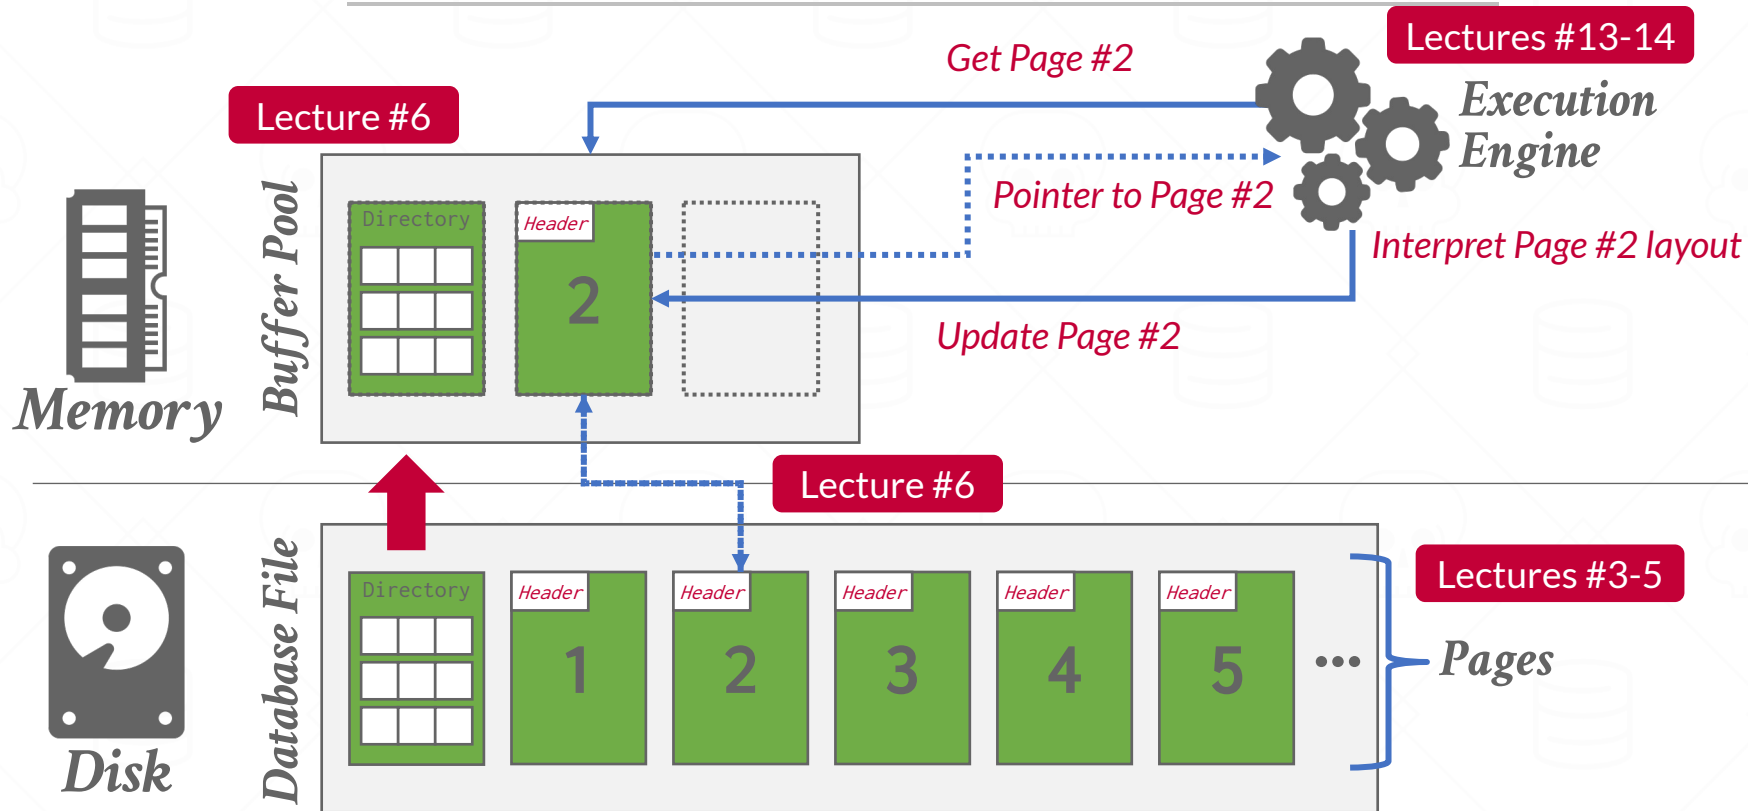 Lectures #13-14
Get Page #2
Execution
Engine
Lecture #6
Pointer to Page #2
Buffer Pool
Directory
Header
2
Interpret Page #2 layout
Update Page #2
Memory
Lecture #6
Database File
Directory
Header
1
Header
2
Header
3
Header
4
Header
5
...
Lectures #3-5
Pages
Disk